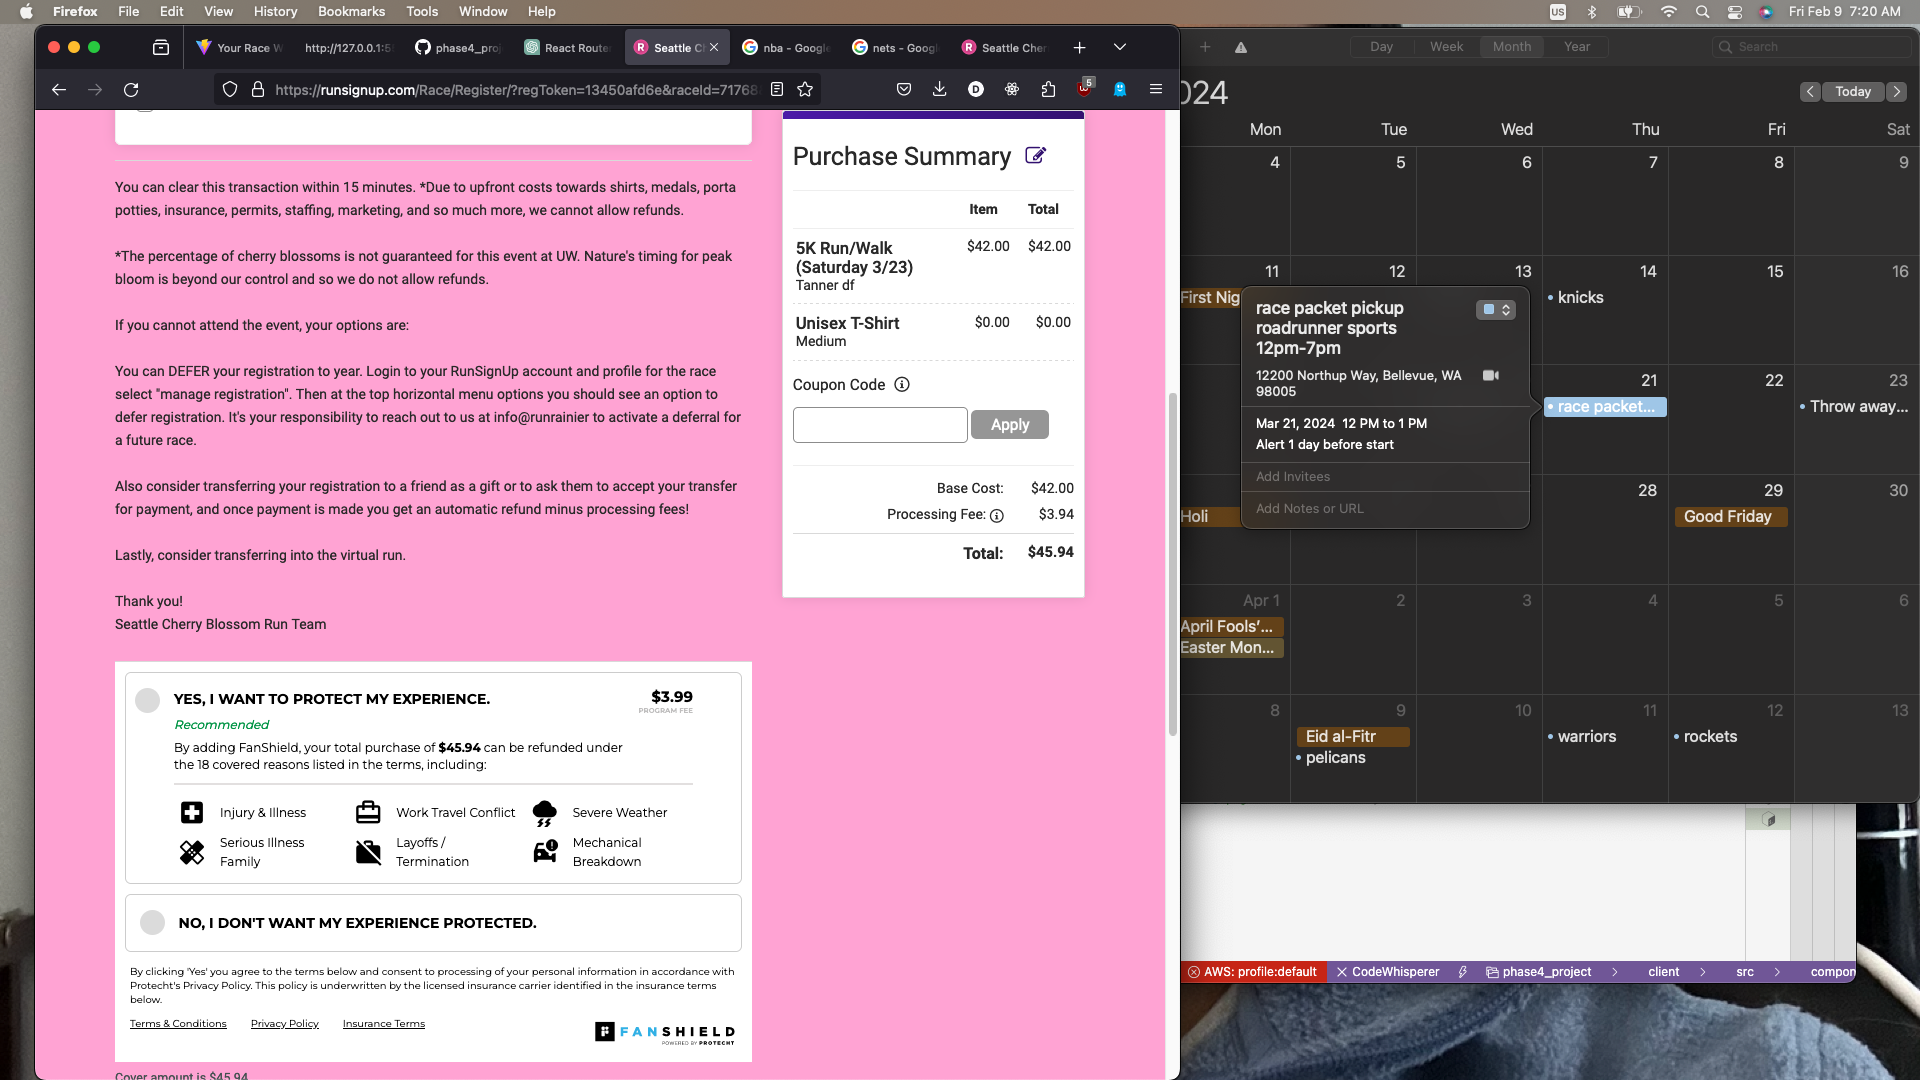 Firefox File Edit View History Bookmarks Tools Window Help
US
Fri Feb 9 7:20 AM
Your Race W
http://127.0.0.1:5
phase4_proj
React Route
Seattle C
nba - Google
nets - Googl
Seattle Cher
https://runsignup.com/Race/Register/?regToken=13450afd6e&raceId=7176
5
You can clear this transaction within 15 minutes. *Due to upfront costs towards shirts, medals, porta
potties, insurance, permits, staffing, marketing, and so much more, we cannot allow refunds.
*The percentage of cherry blossoms is not guaranteed for this event at UW. Nature's timing for peak
bloom is beyond our control and so we do not allow refunds.
If you cannot attend the event, your options are:
You can DEFER your registration to year. Login to your RunSignUp account and profile for the race
select "manage registration". Then at the top horizontal menu options you should see an option to
defer registration. It's your responsibility to reach out to us at info@runrainier to activate a deferral for
a future race.
Also consider transferring your registration to a friend as a gift or to ask them to accept your transfer
for payment, and once payment is made you get an automatic refund minus processing fees!
Lastly, consider transferring into the virtual run.
Thank you!
Seattle Cherry Blossom Run Team
YES, I WANT TO PROTECT MY EXPERIENCE.
$3.99
PROGRAM FEE
Recommended
By adding FanShield, your total purchase of $45.94 can be refunded under
the 18 covered reasons listed in the terms, including:
Injury & Illness
Work Travel Conflict
Severe Weather
Serious Illness
Family
Layoffs /
Termination
Mechanical
Breakdown
NO, I DON'T WANT MY EXPERIENCE PROTECTED.
By clicking 'Yes' you agree to the terms below and consent to processing of your personal information in accordance with
Protecht's Privacy Policy. This policy is underwritten by the licensed insurance carrier identified in the insurance terms
below.
Terms & Conditions Privacy Policy Insurance Terms
FANSHIELD
POWERED BY PROTECHT
Cover amount is $45.94
Purchase Summary
Item Total
5K Run/Walk
(Saturday 3/23)
$42.00 $42.00
Tanner df
Unisex T-Shirt $0.00 $0.00
Medium
Coupon Code
Apply
Base Cost: $42.00
Processing Fee: $3.94
Total: $45.94
Day Week Month Year
Search
024
Today
Mon Tue Wed Thu Fri Sat
4 5 6 7 8 9
11 12 13 14 15 16
First Nig
knicks
21 22 23
race packet...
Throw away...
28 29 30
Holi
Good Friday
Apr 1 2 3 4 5 6
April Fools'...
Easter Mon...
8 9 10 11 12 13
Eid al-Fitr
pelicans
warriors
rockets
race packet pickup
roadrunner sports
12pm-7pm
12200 Northup Way, Bellevue, WA
98005
Mar 21, 2024 12 PM to 1 PM
Alert 1 day before start
Add Invitees
Add Notes or URL
AWS: profile:default CodeWhisperer phase4_project > client > src > compon